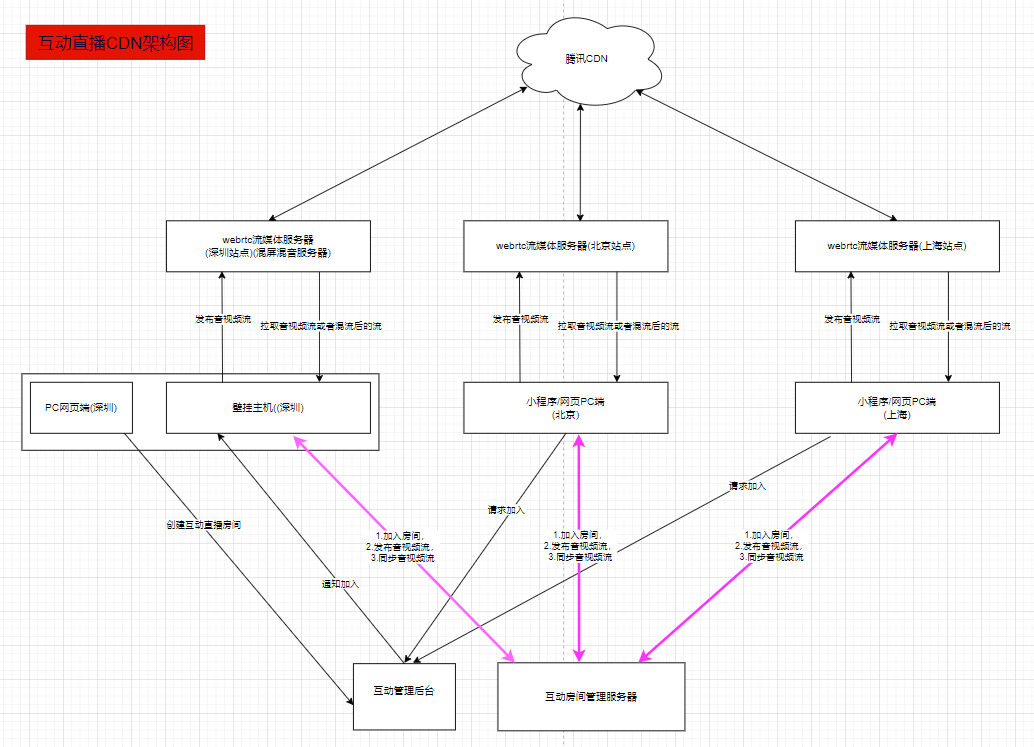 互动直播CDN架构图
腾讯CDN
webrtc流媒体服务器
(深圳站点)(混屏混音服务器)
webrtc流媒体服务器(北京站点)
webrtc流媒体服务器(上海站点)
发布音视频流
拉取音视频流或者混流后的流
发布音视频流
拉取音视频流或者混流后的流
发布音视频流
拉取音视频流或者混流后的流
PC网页端(深圳)
壁挂主机((深圳)
小程序/网页PC端
(北京)
小程序/网页PC端
(上海)
创建互动直播房间
通知加入
请求加入
请求加入
1.加入房间,
2.发布音视频流,
3.同步音视频流
1.加入房间,
2.发布音视频流,
3.同步音视频流
1.加入房间,
2.发布音视频流,
3.同步音视频流
互动管理后台
互动房间管理服务器